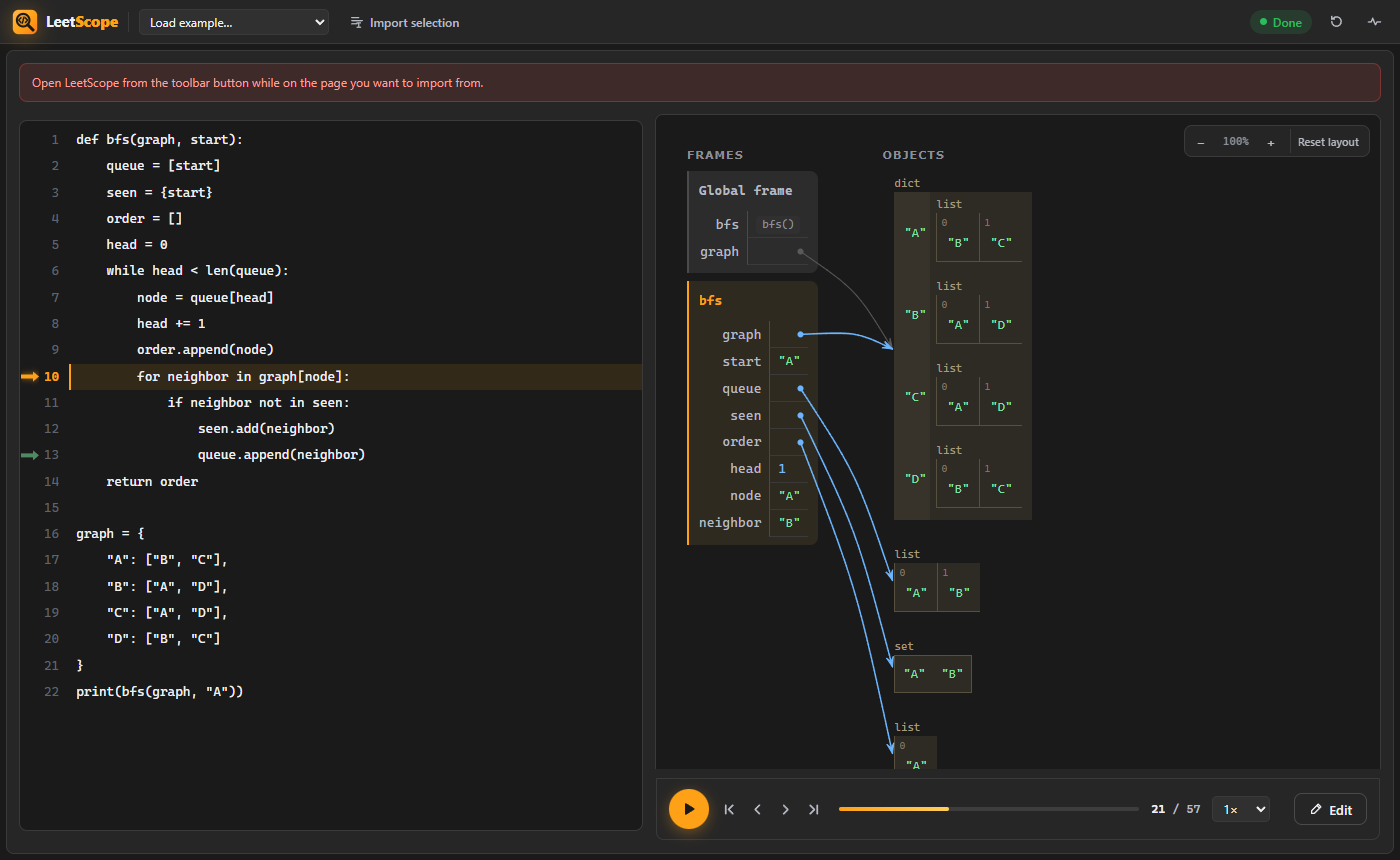 LeetScope Load example... Import selection Done
Open LeetScope from the toolbar button while on the page you want to import from.
1 def bfs(graph, start):
2 queue = [start]
3 seen = {start}
4 order = []
5 head = 0
6 while head < len(queue):
7 node = queue[head]
8 head += 1
9 order.append(node)
10 for neighbor in graph[node]:
11 if neighbor not in seen:
12 seen.add(neighbor)
13 queue.append(neighbor)
14 return order
15
16 graph = {
17 "A": ["B", "C"],
18 "B": ["A", "D"],
19 "C": ["A", "D"],
20 "D": ["B", "C"]
21 }
22 print(bfs(graph, "A"))
– 100% + Reset layout
FRAMES
Global frame
bfs bfs()
graph
bfs
graph
start "A"
queue
seen
order
head 1
node "A"
neighbor "B"
OBJECTS
dict
list
0 1
"A" "B" "C"
list
0 1
"B" "A" "D"
list
0 1
"C" "A" "D"
list
0 1
"D" "B" "C"
list
0 1
"A" "B"
set
"A" "B"
list
0
"A"
21 / 57 1× Edit